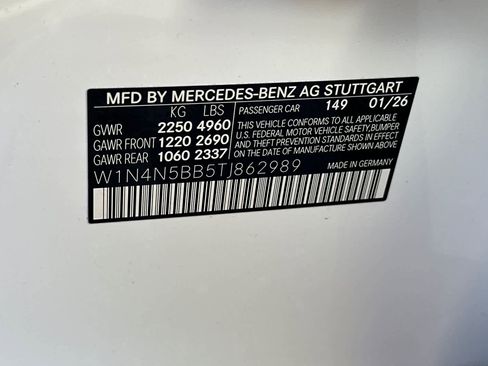 MFD BY MERCEDES-BENZ AG STUTTGART
KG LBS PASSENGER CAR 149 01/26
GVWR 2250 4960
GAWR FRONT 1220 2690
GAWR REAR 1060 2337
THIS VEHICLE CONFORMS TO ALL APPLICABLE
U.S. FEDERAL MOTOR VEHICLE SAFETY, BUMPER
AND THEFT PREVENTION STANDARDS IN EFFECT
ON THE DATE OF MANUFACTURE SHOWN ABOVE.
W1N4N5BB5TJ862989 MADE IN GERMANY